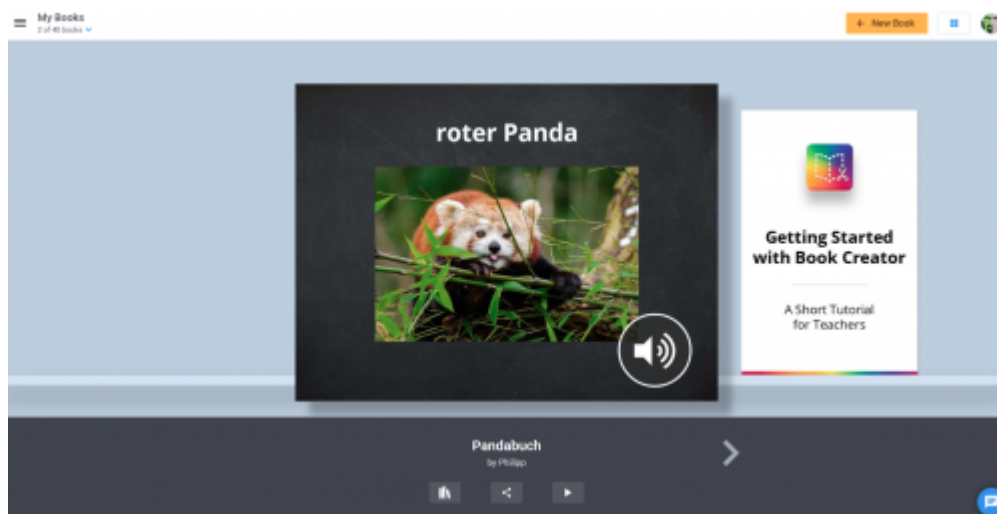 My Books
2 of 40 books
+ New Book
roter Panda
Getting Started
with Book Creator
A Short Tutorial
for Teachers
Pandabuch
by Philipp